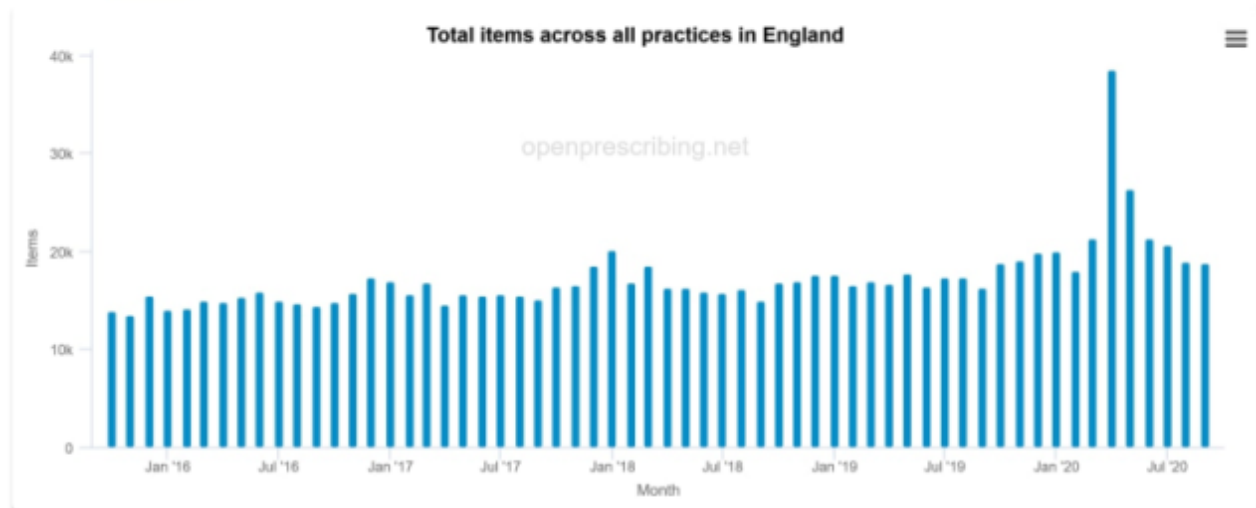 Total items across all practices in England
openprescribing.net
40k
30k
20k
10k
0
Items
Jan '16
Jul '16
Jan '17
Jul '17
Jan '18
Jul '18
Jan '19
Jul '19
Jan '20
Jul '20
Month